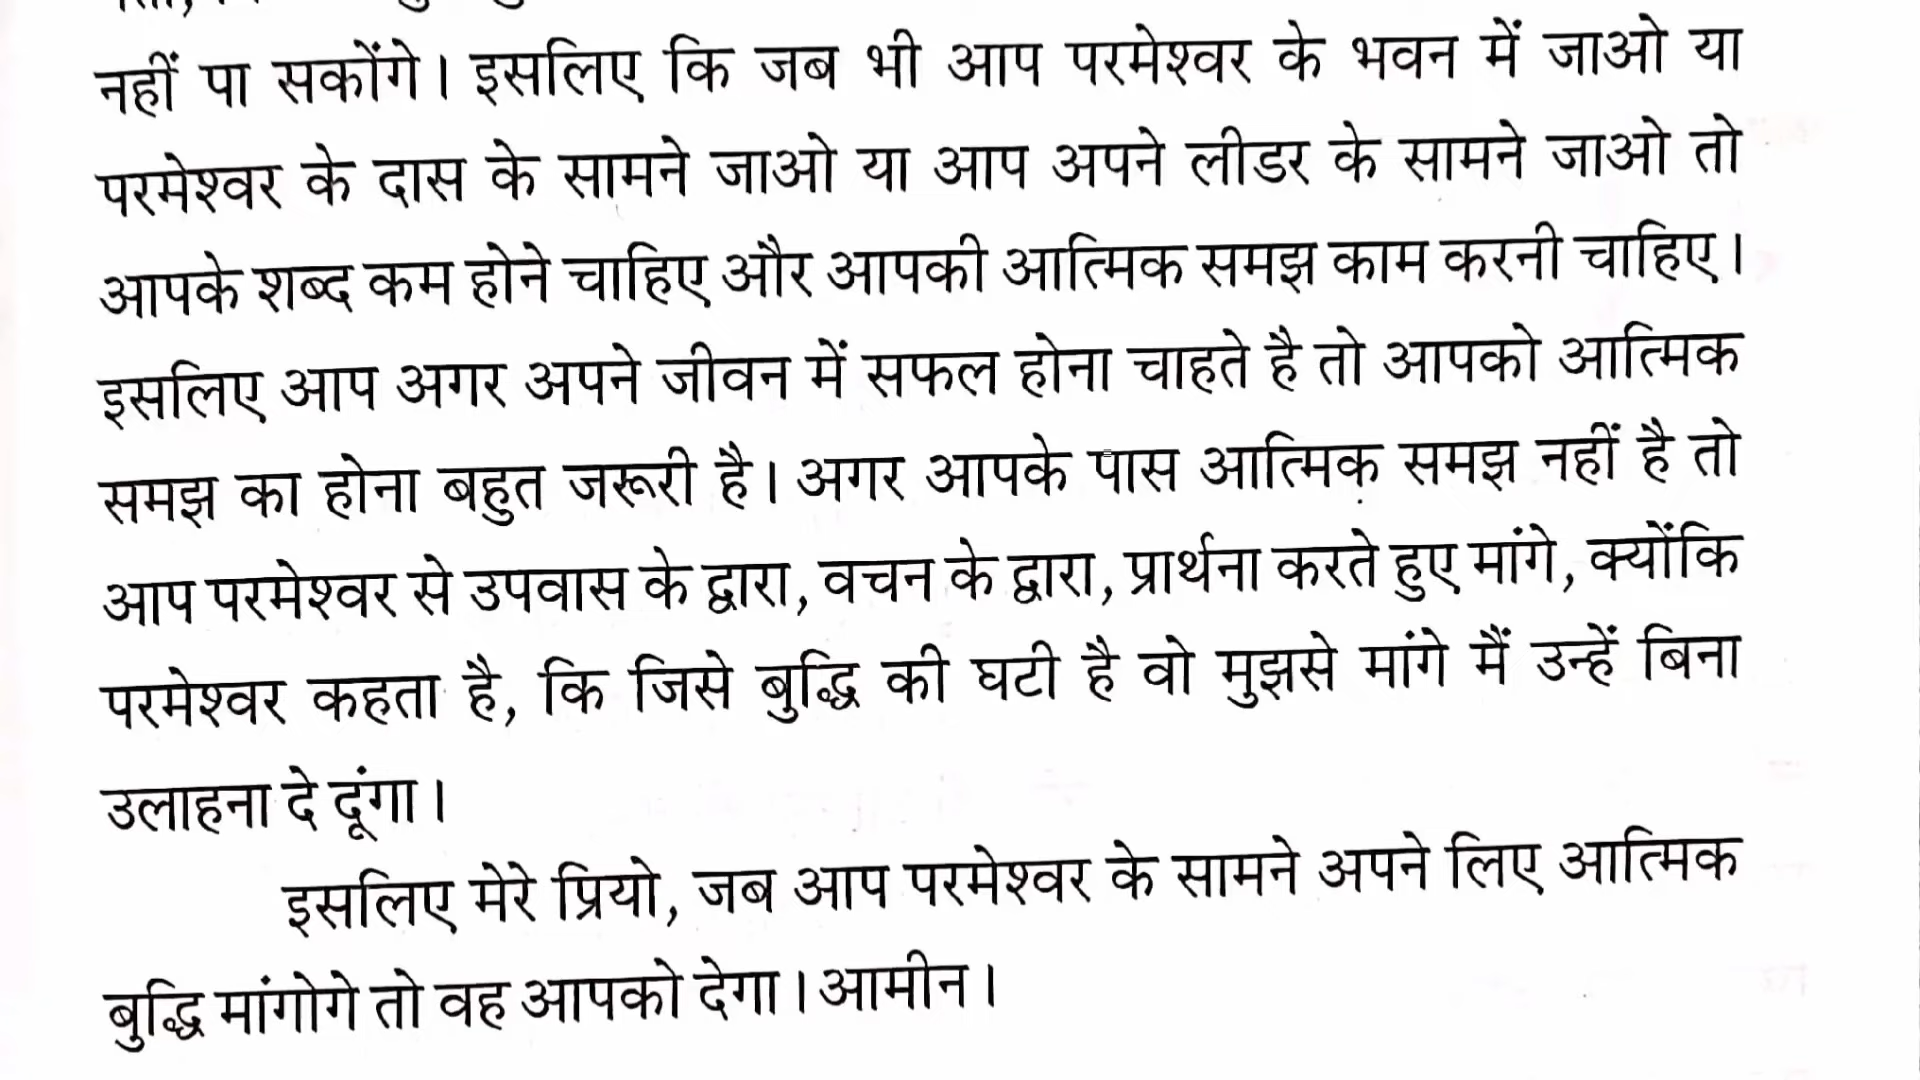 नहीं पा सकोंगे। इसलिए कि जब भी आप परमेश्वर के भवन में जाओ या
परमेश्वर के दास के सामने जाओ या आप अपने लीडर के सामने जाओ तो
आपके शब्द कम होने चाहिए और आपकी आत्मिक समझ काम करनी चाहिए।
इसलिए आप अगर अपने जीवन में सफल होना चाहते है तो आपको आत्मिक
समझ का होना बहुत जरूरी है। अगर आपके पास आत्मिक समझ नहीं है तो
आप परमेश्वर से उपवास के द्वारा, वचन के द्वारा, प्रार्थना करते हुए मांगे, क्योंकि
परमेश्वर कहता है, कि जिसे बुद्धि की घटी है वो मुझसे मांगे मैं उन्हें बिना
उलाहना दे दूंगा।
इसलिए मेरे प्रियो, जब आप परमेश्वर के सामने अपने लिए आत्मिक
बुद्धि मांगोगे तो वह आपको देगा। आमीन।